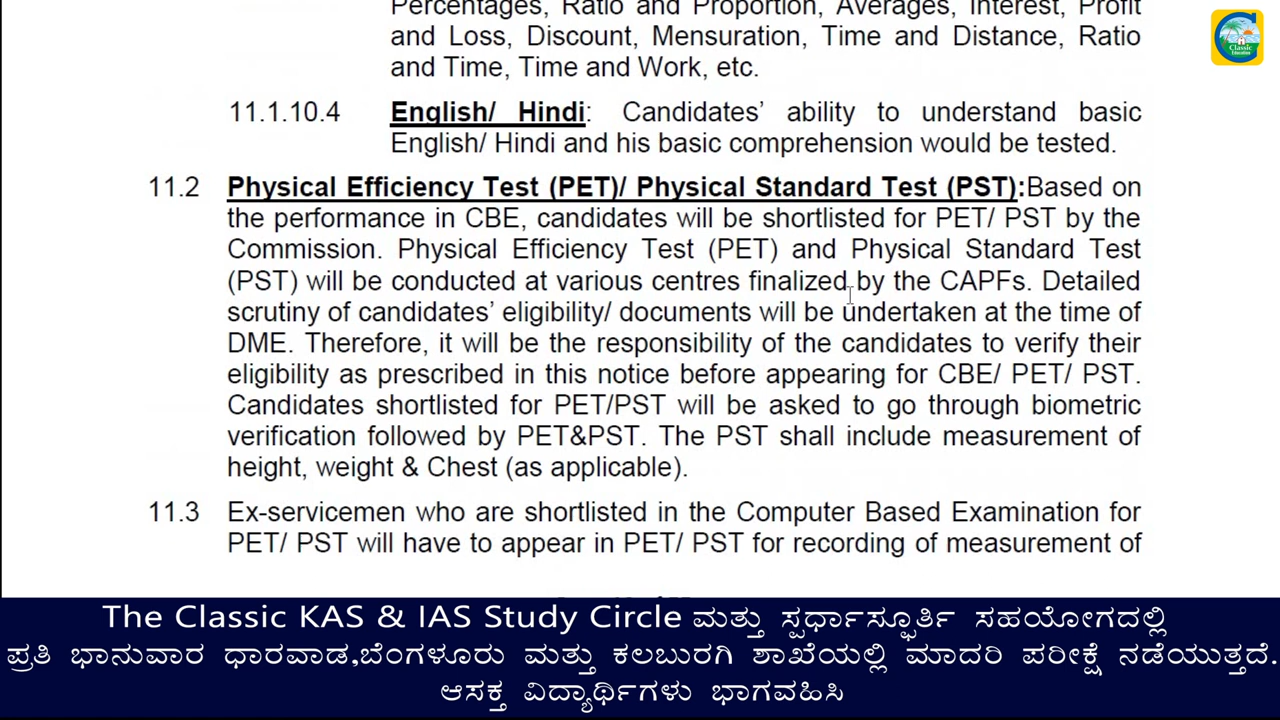 Percentages, Ratio and Proportion, Averages, Interest, Profit
and Loss, Discount, Mensuration, Time and Distance, Ratio
and Time, Time and Work, etc.
Classic
Education
11.1.10.4 English/ Hindi: Candidates’ ability to understand basic
English/ Hindi and his basic comprehension would be tested.
11.2 Physical Efficiency Test (PET)/ Physical Standard Test (PST):Based on
the performance in CBE, candidates will be shortlisted for PET/ PST by the
Commission. Physical Efficiency Test (PET) and Physical Standard Test
(PST) will be conducted at various centres finalized by the CAPFs. Detailed
scrutiny of candidates’ eligibility/ documents will be undertaken at the time of
DME. Therefore, it will be the responsibility of the candidates to verify their
eligibility as prescribed in this notice before appearing for CBE/ PET/ PST.
Candidates shortlisted for PET/PST will be asked to go through biometric
verification followed by PET&PST. The PST shall include measurement of
height, weight & Chest (as applicable).
11.3 Ex-servicemen who are shortlisted in the Computer Based Examination for
PET/ PST will have to appear in PET/ PST for recording of measurement of
The Classic KAS & IAS Study Circle ಮತ್ತು ಸ್ಪರ್ಧಾಸ್ಫೂರ್ತಿ ಸಹಯೋಗದಲ್ಲಿ
ಪ್ರತಿ ಭಾನುವಾರ ಧಾರವಾಡ,ಬೆಂಗಳೂರು ಮತ್ತು ಕಲಬುರಗಿ ಶಾಖೆಯಲ್ಲಿ ಮಾದರಿ ಪರೀಕ್ಷೆ ನಡೆಯುತ್ತದೆ.
ಆಸಕ್ತ ವಿದ್ಯಾರ್ಥಿಗಳು ಭಾಗವಹಿಸಿ